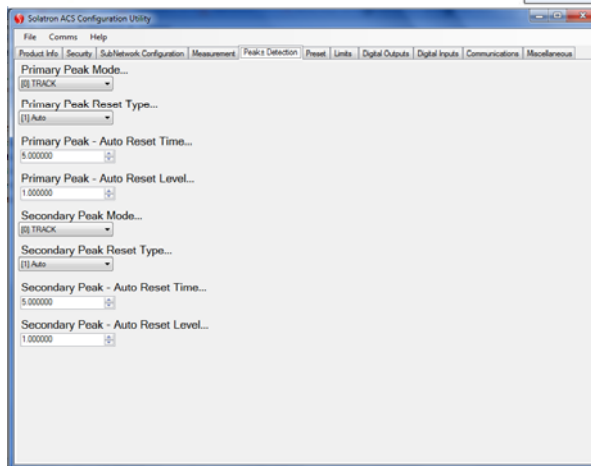 Solatron ACS Configuration Utility
File Comms Help
Product Info Security SubNetwork Configuration Measurement Peaks Detection Preset Limits Digital Outputs Digital Inputs Communications Miscellaneous
Primary Peak Mode...
[0] TRACK
Primary Peak Reset Type...
[1] Auto
Primary Peak - Auto Reset Time...
5.000000
Primary Peak - Auto Reset Level...
1.000000
Secondary Peak Mode...
[0] TRACK
Secondary Peak Reset Type...
[1] Auto
Secondary Peak - Auto Reset Time...
5.000000
Secondary Peak - Auto Reset Level...
1.000000